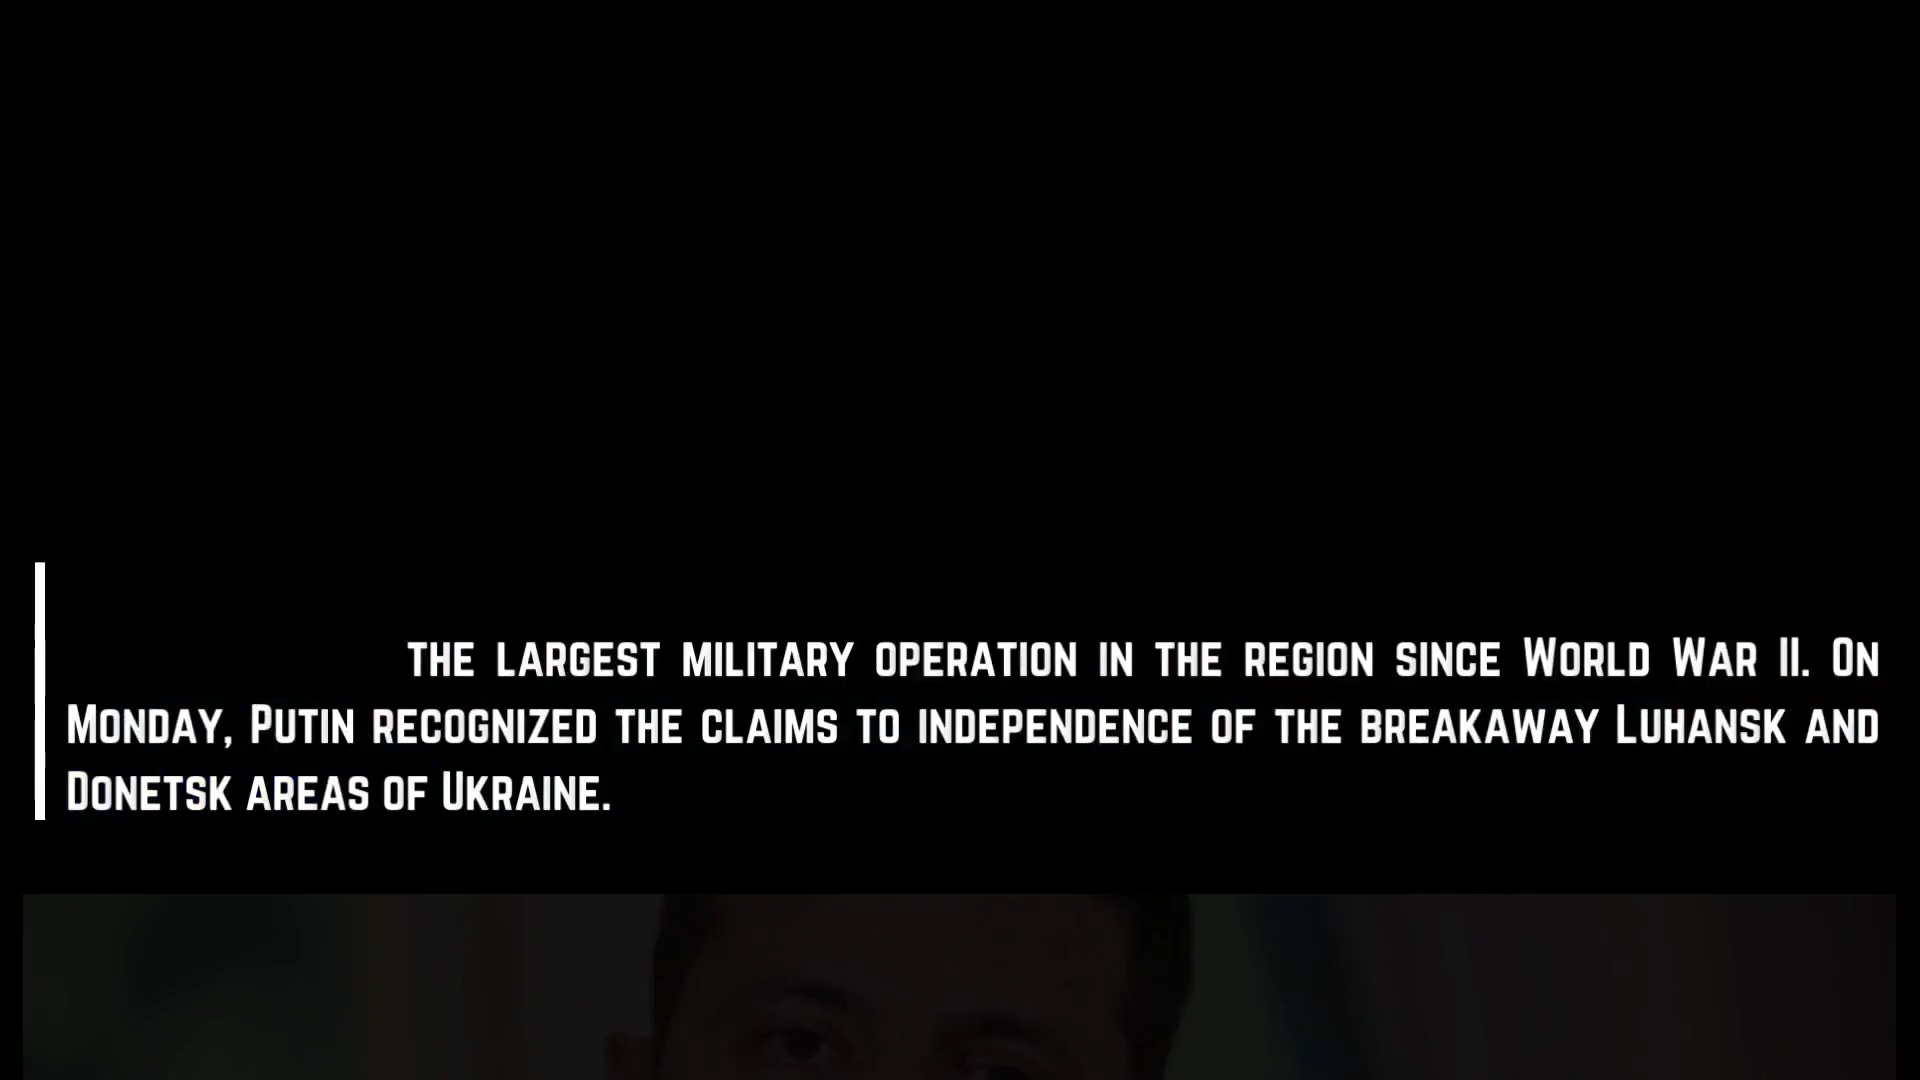 the largest military operation in the region since World War II. On
Monday, Putin recognized the claims to independence of the breakaway Luhansk and
Donetsk areas of Ukraine.